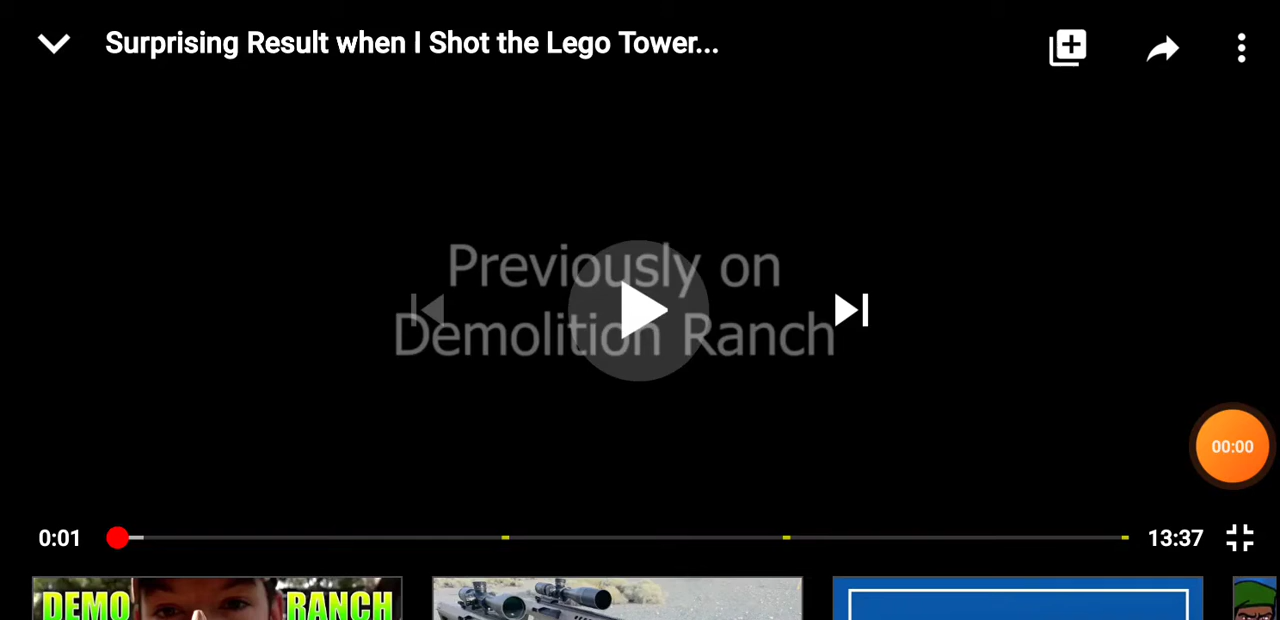 Surprising Result when I Shot the Lego Tower...
Previously on
Demolition Ranch
00:00
0:01
13:37
DEMO RANCH